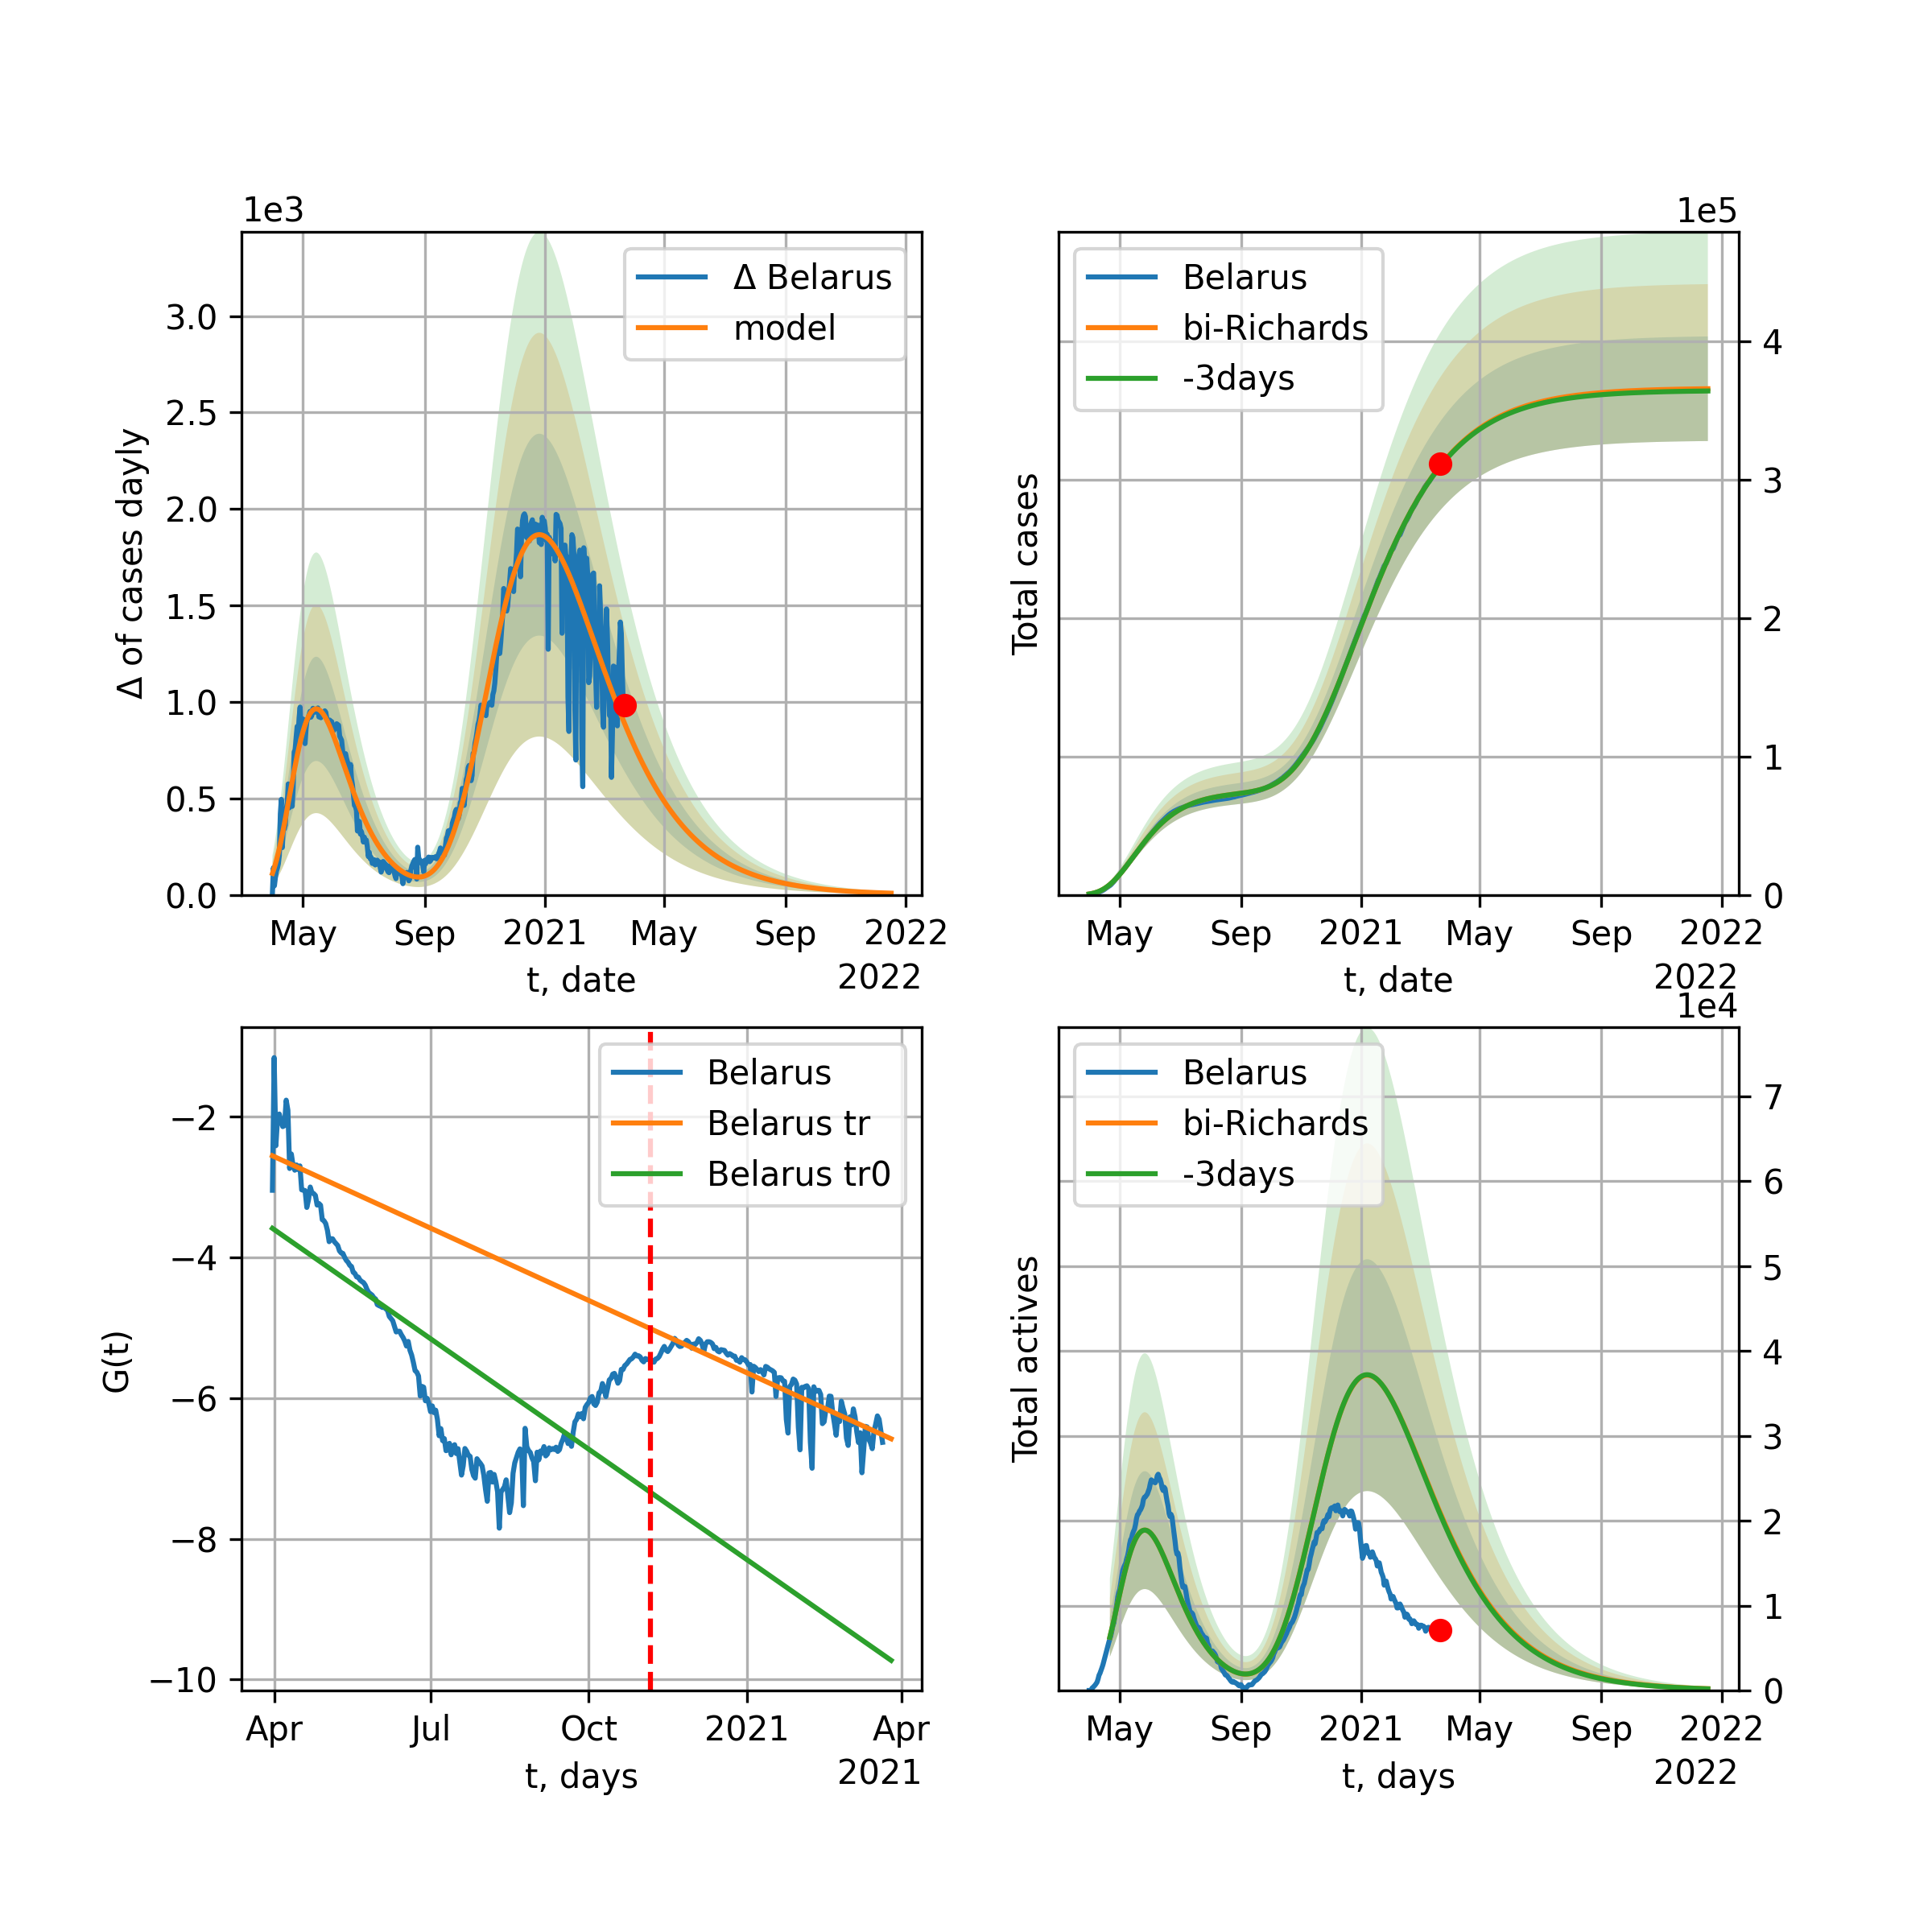 1e3
Δ of cases dayly
3.0
2.5
2.0
1.5
1.0
0.5
0.0
Δ Belarus
model
May Sep 2021 May Sep 2022
t, date
2022
1e5
Total cases
Belarus
bi-Richards
-3days
4
3
2
1
0
May Sep 2021 May Sep 2022
t, date
2022
G(t)
−2
−4
−6
−8
−10
Belarus
Belarus tr
Belarus tr0
Apr Jul Oct 2021 Apr
t, days
2021
1e4
Total actives
Belarus
bi-Richards
-3days
7
6
5
4
3
2
1
0
May Sep 2021 May Sep 2022
t, days
2022